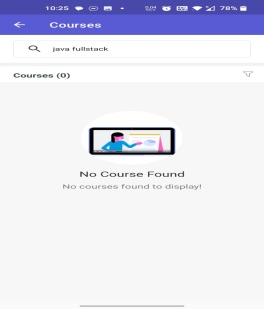 10:25
78%
Courses
java fullstack
Courses (0)
No Course Found
No courses found to display!